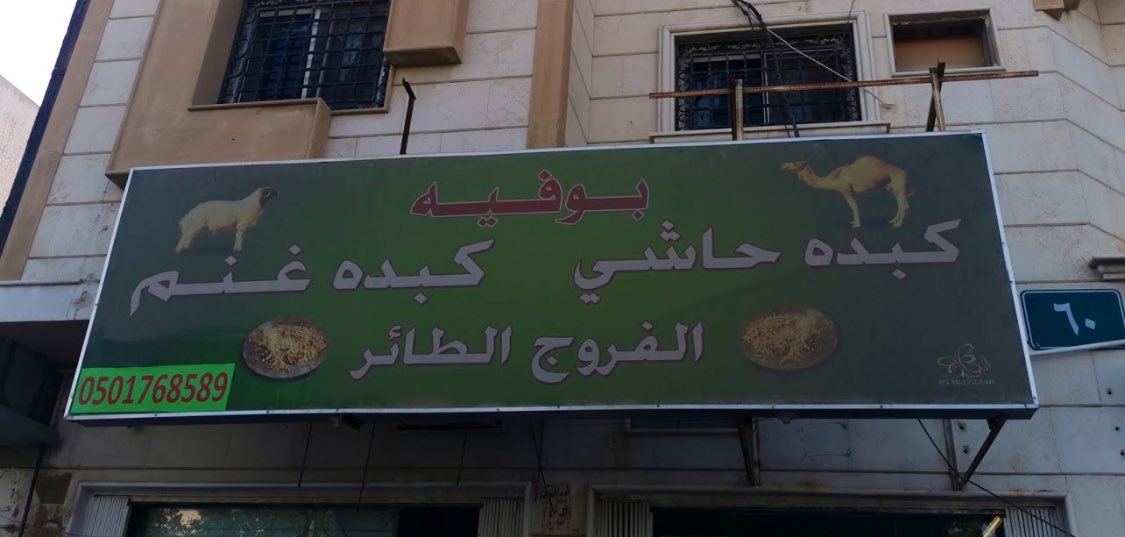 بوفيه
كبده حاشي كبده غنم
الفروج الطائر
0501768589
٦٠